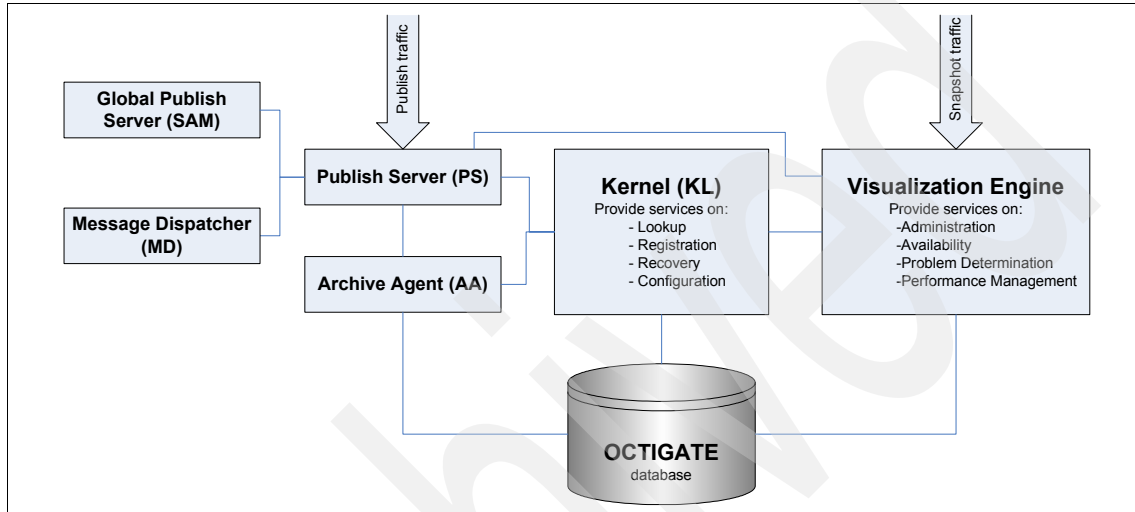 Publish traffic
Snapshot traffic
Global Publish
Server (SAM)
Message Dispatcher
(MD)
Publish Server (PS)
Archive Agent (AA)
Kernel (KL)
Provide services on:
- Lookup
- Registration
- Recovery
- Configuration
Visualization Engine
Provide services on:
-Administration
-Availability
-Problem Determination
-Performance Management
OCTIGATE
database